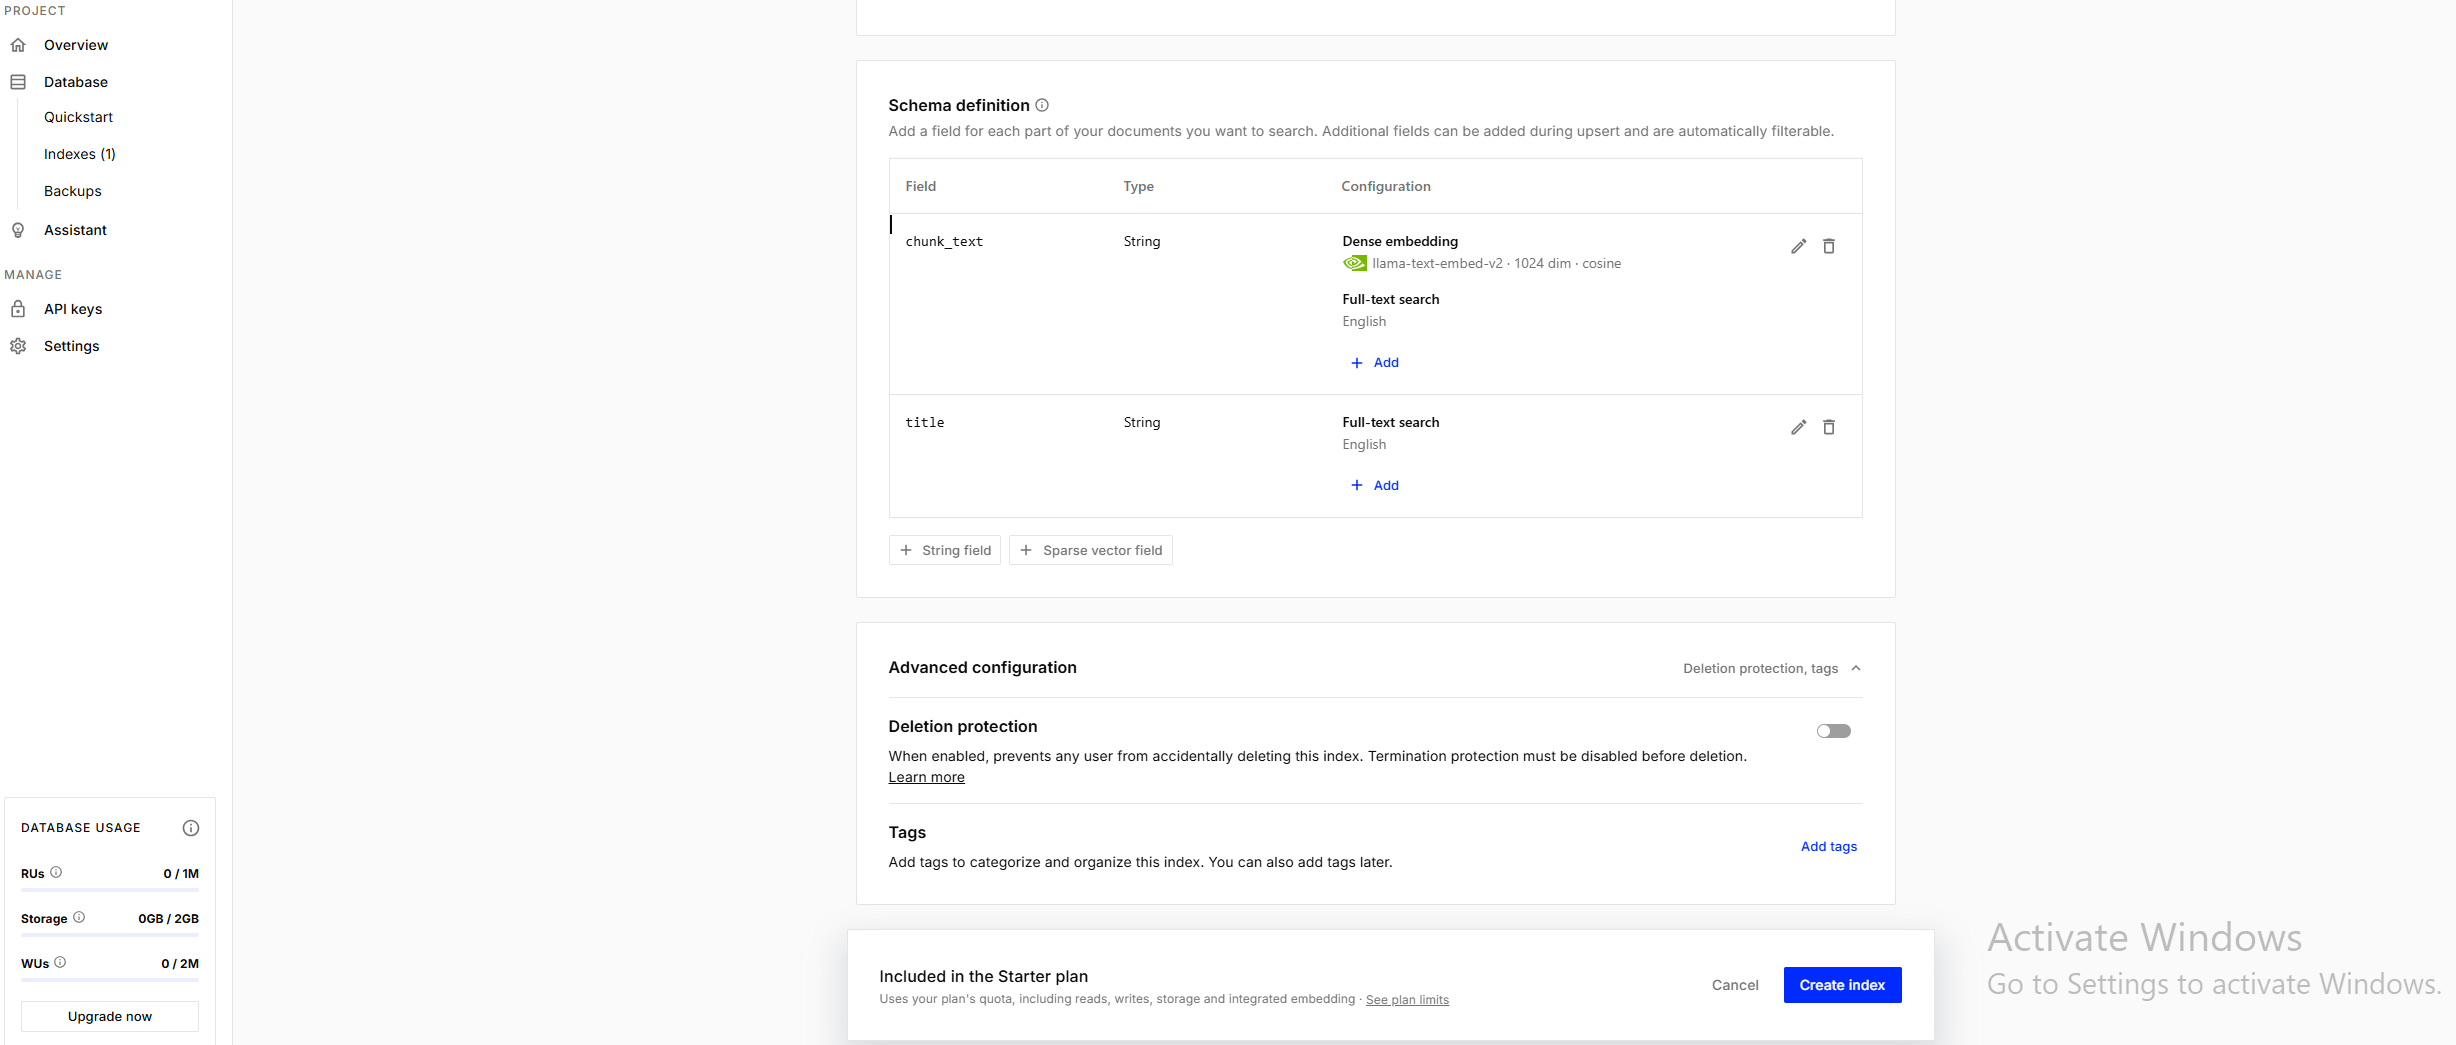 PROJECT
Overview
Database
Quickstart
Indexes (1)
Backups
Assistant
MANAGE
API keys
Settings
DATABASE USAGE
RUs 0 / 1M
Storage 0GB / 2GB
WUs 0 / 2M
Upgrade now
Schema definition
Add a field for each part of your documents you want to search. Additional fields can be added during upsert and are automatically filterable.
Field Type Configuration
chunk_text String Dense embedding
llama-text-embed-v2 · 1024 dim · cosine
Full-text search
English
+ Add
title String Full-text search
English
+ Add
+ String field + Sparse vector field
Advanced configuration Deletion protection, tags
Deletion protection
When enabled, prevents any user from accidentally deleting this index. Termination protection must be disabled before deletion.
Learn more
Tags
Add tags to categorize and organize this index. You can also add tags later.
Add tags
Included in the Starter plan
Uses your plan's quota, including reads, writes, storage and integrated embedding · See plan limits
Cancel Create index
Activate Windows
Go to Settings to activate Windows.